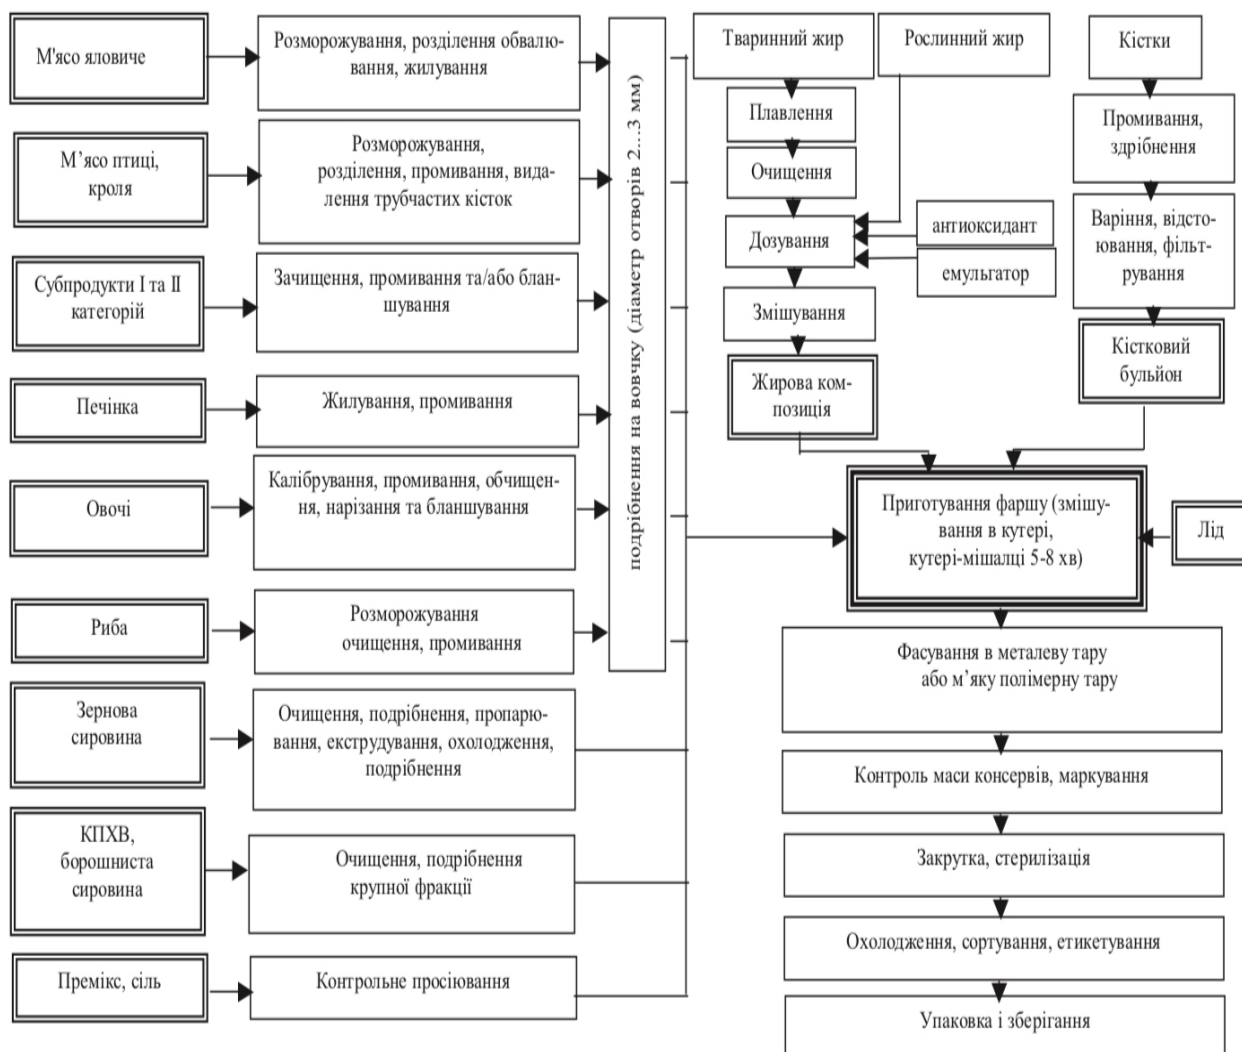 М'ясо яловиче
Розморожування, розділення обвалю-
вання, жилування
М’ясо птиці,
кроля
Розморожування,
розділення, промивання, вида-
лення трубчастих кісток
Субпродукти І та ІІ
категорій
Зачищення, промивання та/або блан-
шування
Печінка
Жилування, промивання
Овочі
Калібрування, промивання, обчищен-
ня, нарізання та бланшування
Риба
Розморожування
очищення, промивання
Зернова
сировина
Очищення, подрібнення, пропарю-
вання, екструдування, охолодження,
подрібнення
КПХВ,
борошниста
сировина
Очищення, подрібнення
крупної фракції
Премікс, сіль
Контрольне просіювання
подрібнення на вовчку (діаметр отворів 2...3 мм)
Тваринний жир
Рослинний жир
Плавлення
Очищення
Дозування
антиоксидант
емульгатор
Змішування
Жирова ком-
позиція
Кістки
Промивання,
здрібнення
Варіння, відсто-
ювання, фільт-
рування
Кістковий
бульйон
Приготування фаршу (змішу-
вання в кутері,
кутері-мішалці 5-8 хв)
Лід
Фасування в металеву тару
або м’яку полімерну тару
Контроль маси консервів, маркування
Закрутка, стерилізація
Охолодження, сортування, етикетування
Упаковка і зберігання